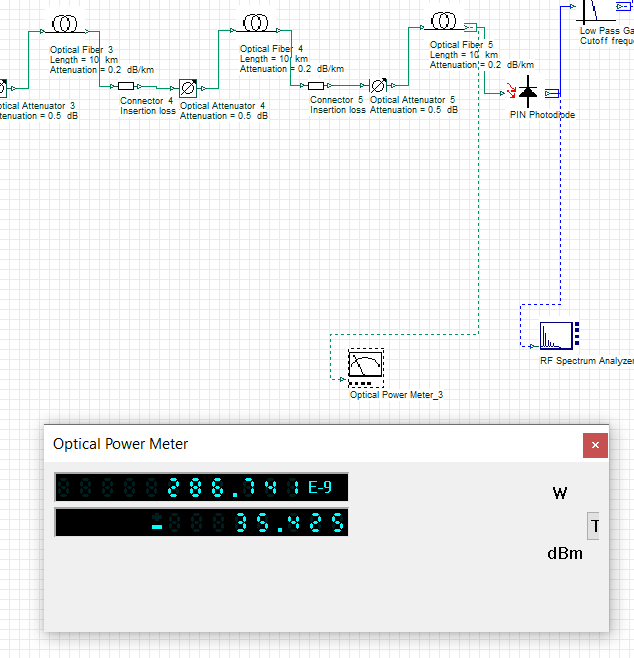 Low Pass Ga
Cutoff frequ
Optical Fiber 3
Length = 10 km
Attenuation = 0.2 dB/km
Optical Fiber 4
Length = 10 km
Attenuation = 0.2 dB/km
Optical Fiber 5
Length = 10 km
Attenuation = 0.2 dB/km
ptical Attenuator 3
tenuation = 0.5 dB
Connector 4
Insertion loss
Optical Attenuator 4
Attenuation = 0.5 dB
Connector 5
Insertion loss
Optical Attenuator 5
Attenuation = 0.5 dB
PIN Photodiode
RF Spectrum Analyzer
Optical Power Meter_3
Optical Power Meter
286.741 E-9
W
-35.425
T
dBm